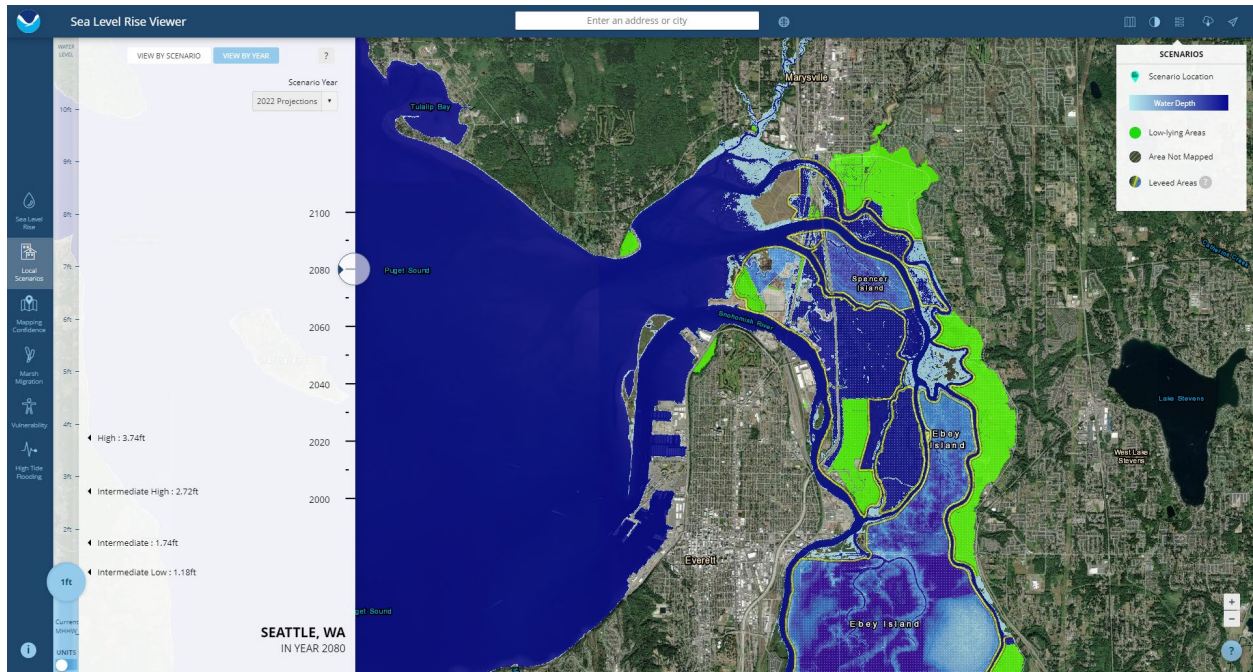 Sea Level Rise Viewer
Enter an address or city
WATER
LEVEL
VIEW BY SCENARIO
VIEW BY YEAR
?
Scenario Year
2022 Projections
10ft
9ft
8ft
7ft
6ft
5ft
4ft
3ft
2ft
1ft
Current
MHHW
UNITS
Sea Level
Rise
Local
Scenarios
Mapping
Confidence
Marsh
Migration
Vulnerability
High Tide
Flooding
i
2100
2080
2060
2040
2020
2000
High : 3.74ft
Intermediate High : 2.72ft
Intermediate : 1.74ft
Intermediate Low : 1.18ft
SEATTLE, WA
IN YEAR 2080
Tulalip Bay
Marysville
Puget Sound
Spencer
Island
Snohomish River
Ebey
Island
Everett
Ebey Island
get Sound
Lake Stevens
West Lake
Stevens
SCENARIOS
Scenario Location
Water Depth
Low-lying Areas
Area Not Mapped
Leveed Areas ?
+
−
?